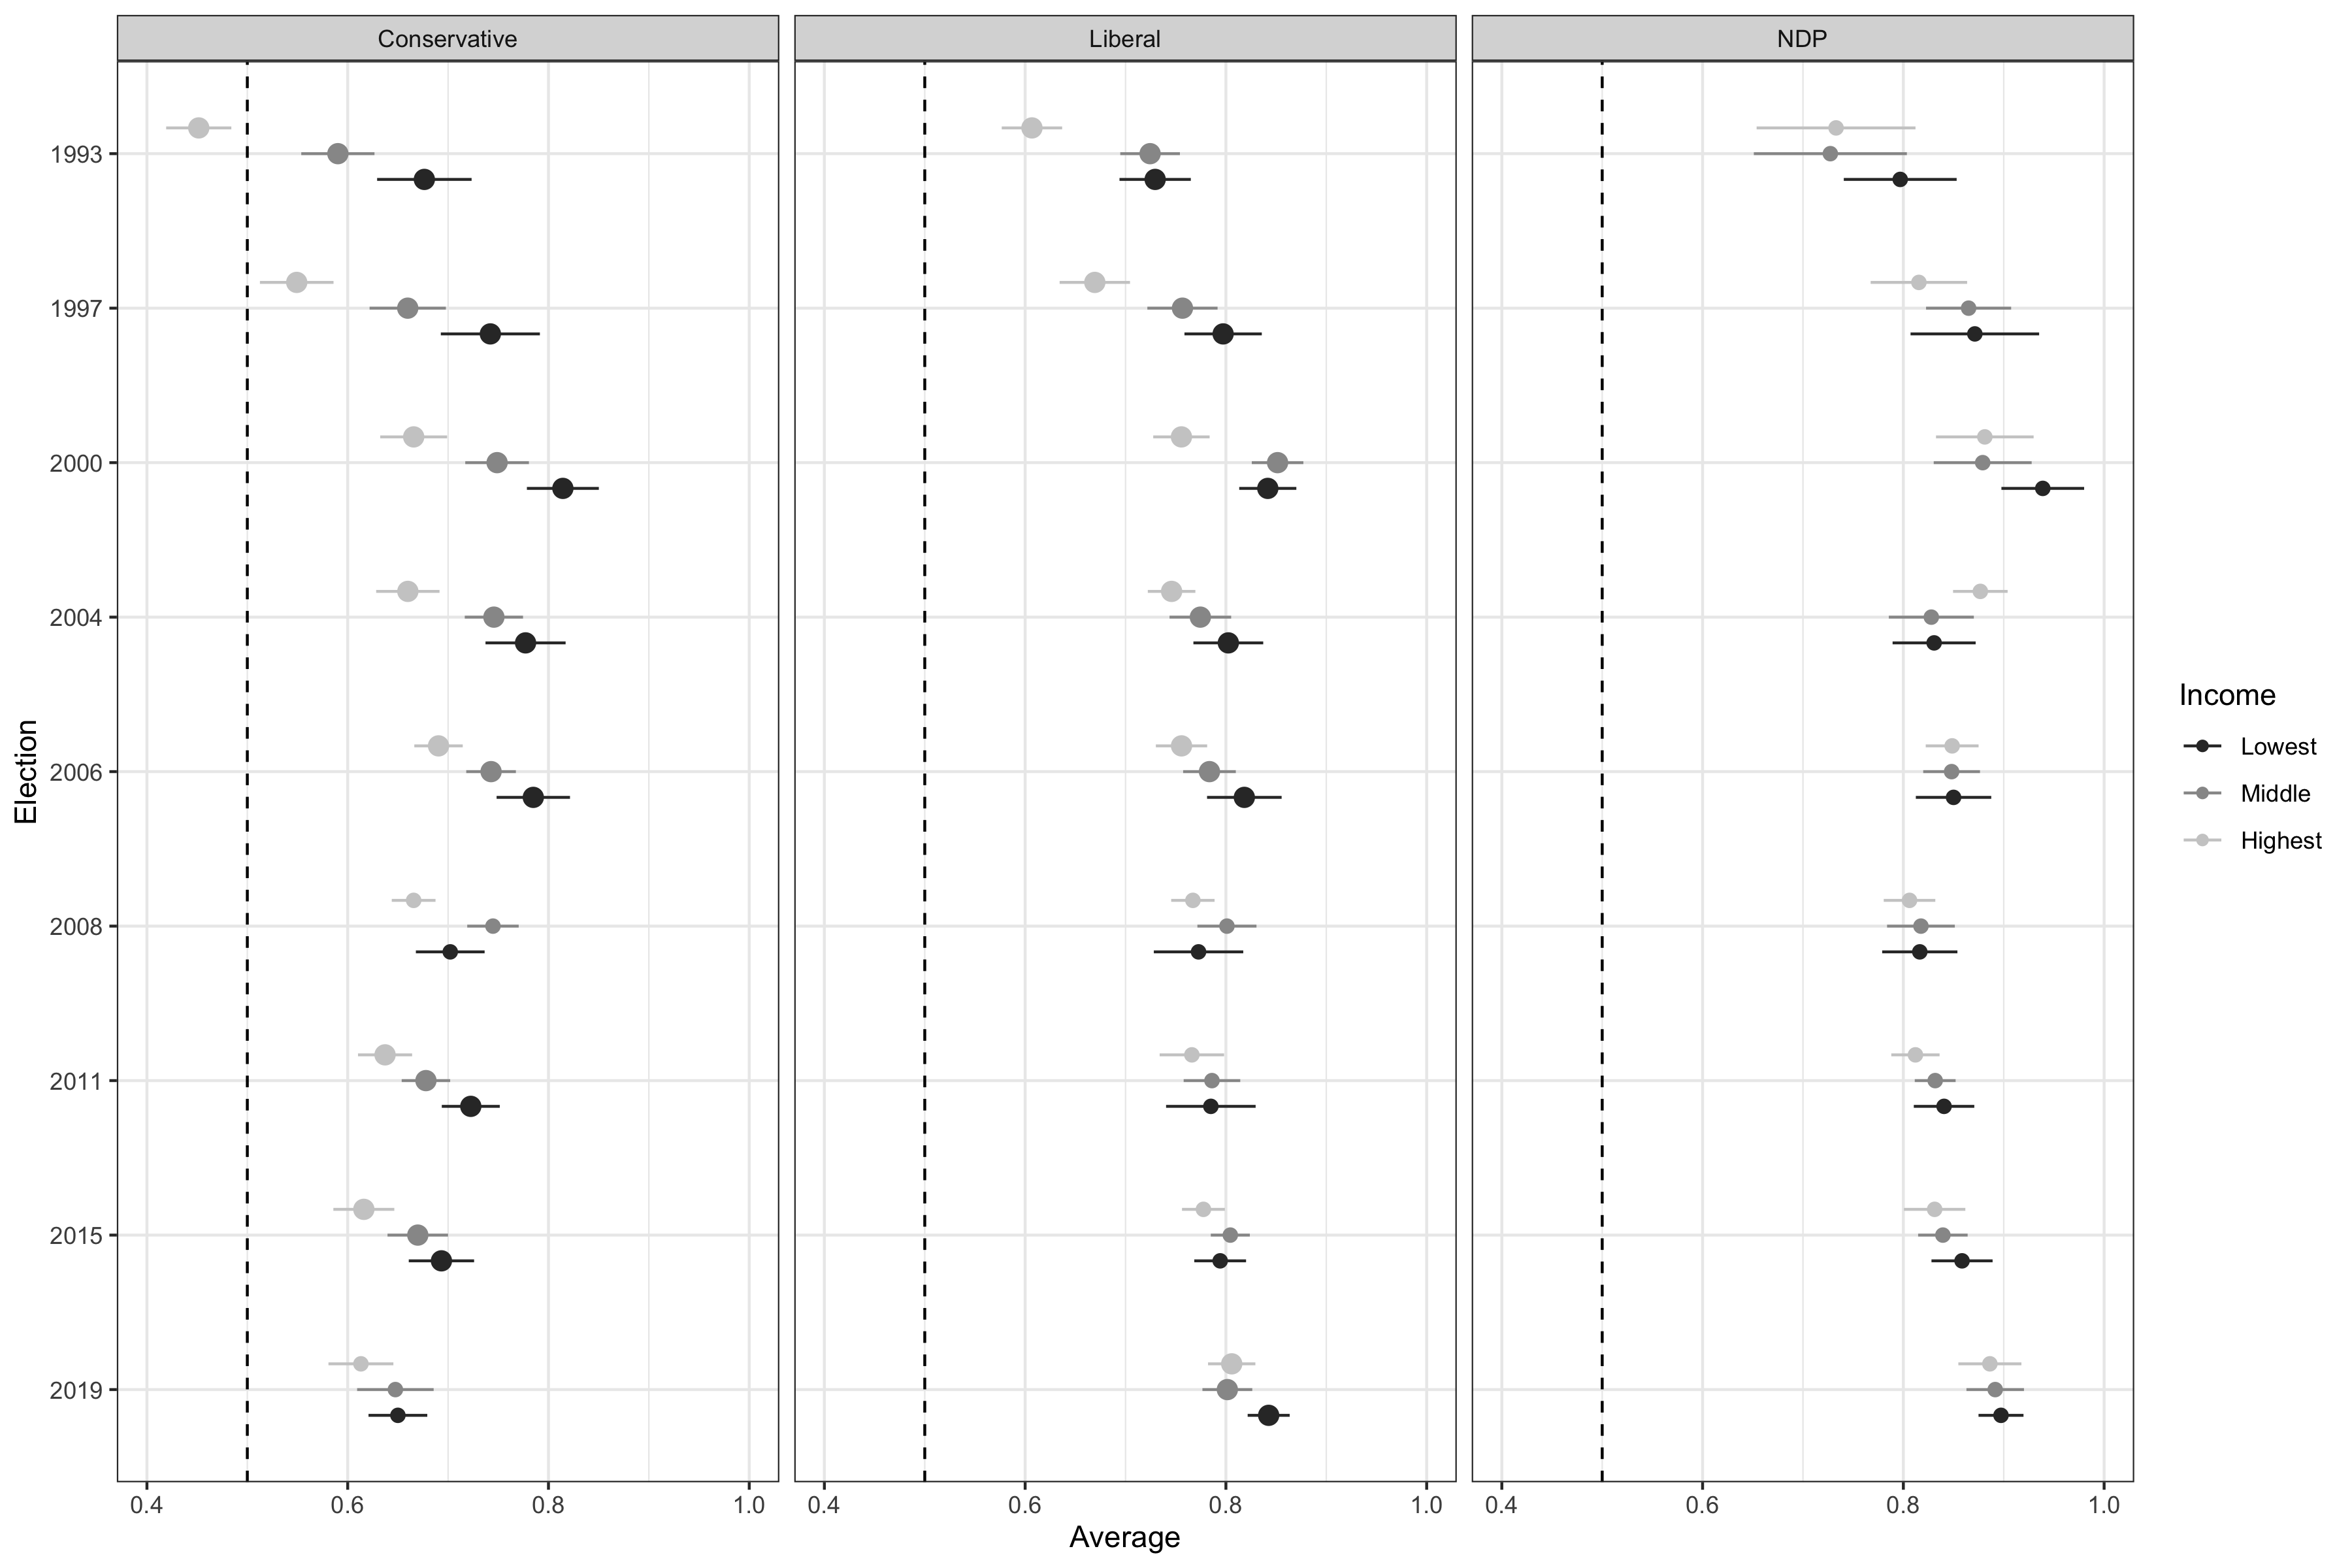 Conservative Liberal NDP
1993
1997
2000
2004
2006
2008
2011
2015
2019
Election
0.4 0.6 0.8 1.0 0.4 0.6 0.8 1.0 0.4 0.6 0.8 1.0
Average
Income
Lowest
Middle
Highest